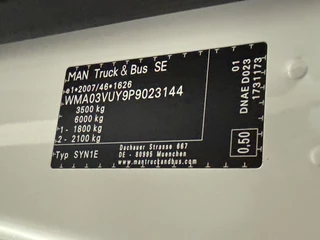 MAN Truck & Bus SE
e1*2007/46*1626
WMA03VUY9P9023144
3500 kg
6000 kg
1 - 1800 kg
2 - 2100 kg
Typ SYN1E
Dachauer Strasse 667
DE - 80995 Muenchen
www.mantruckandbus.com
01
DNAE D023
1731173
0.50